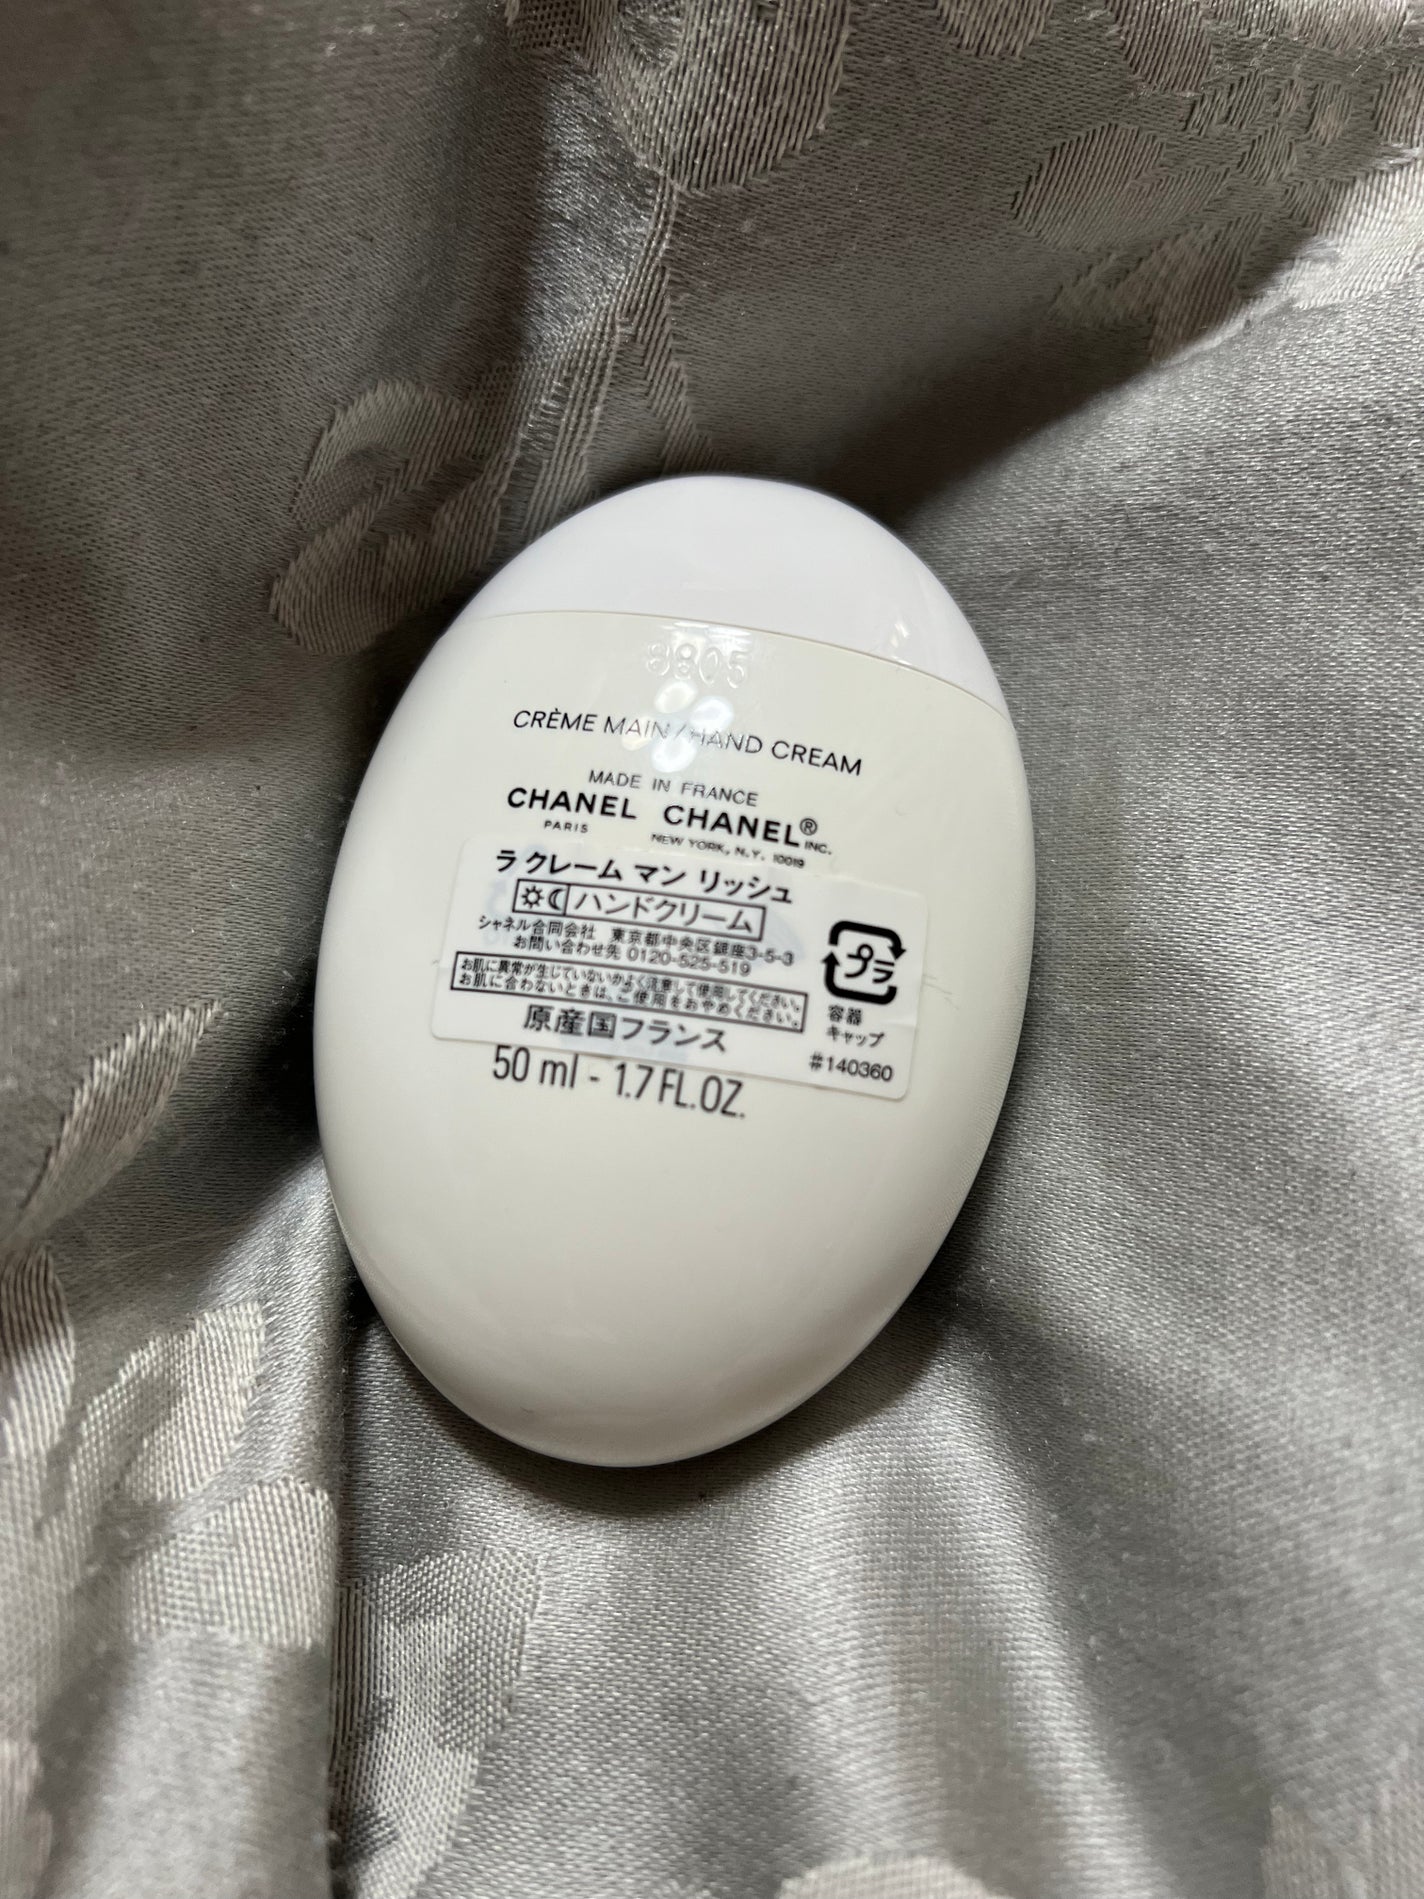 8805
CRÈME MAIN / HAND CREAM
MADE IN FRANCE
CHANEL CHANEL®
PARIS NEW YORK, N.Y. 10019 INC.
ラ クレーム マン リッシュ
ハンドクリーム
シャネル合同会社 東京都中央区銀座3-5-3
お問い合わせ先 0120-525-519
お肌に異常が生じていないかよく注意して使用してください。
お肌に合わないときは、ご使用をおやめください。
原産国フランス
プラ
容器
キャップ
#140360
50 ml - 1.7 FL. OZ.